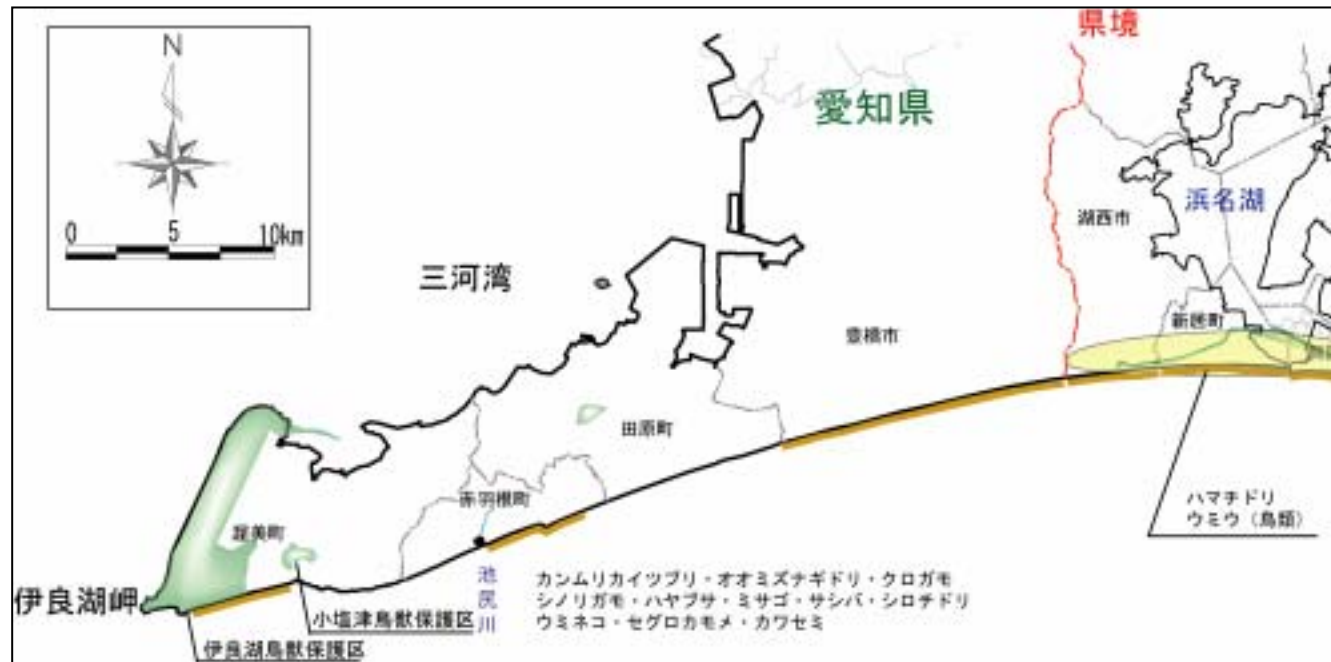 県境
N
愛知県
0 5 10km
浜名湖
湖西市
三河湾
新居町
豊橋市
田原町
赤羽根町
渥美町
ハマチドリ
ウミウ(鳥類)
伊良湖岬
池尻川
カンムリカイツブリ・オオミズナギドリ・クロガモ
シノリガモ・ハヤブサ・ミサゴ・サシバ・シロチドリ
ウミネコ・セグロカモメ・カワセミ
小塩津鳥獣保護区
伊良湖鳥獣保護区